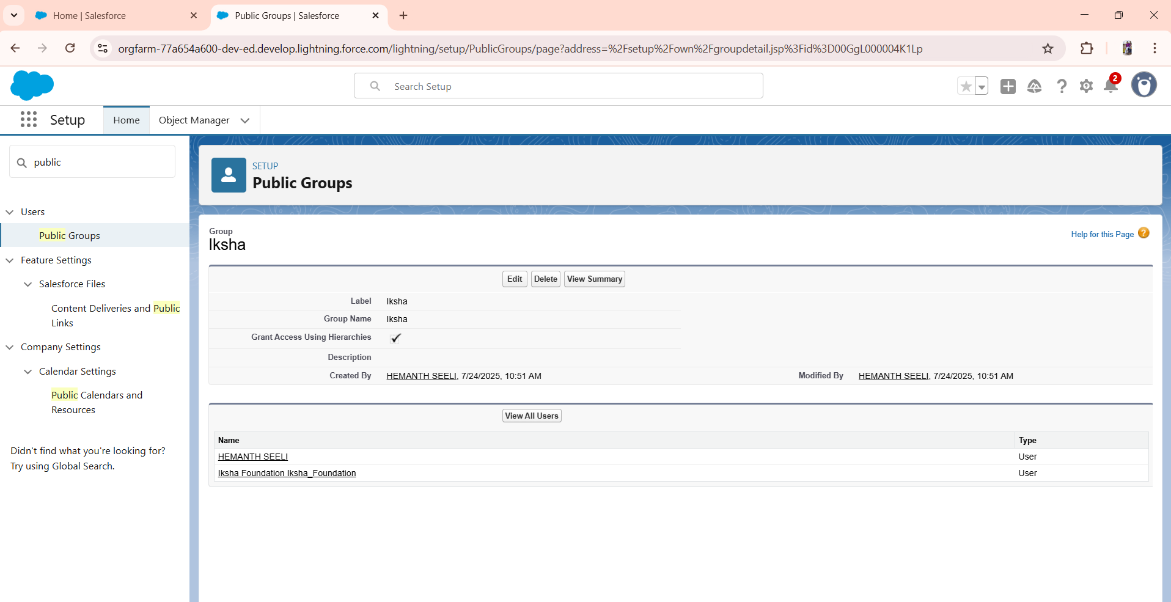 Home | Salesforce
Public Groups | Salesforce
orgfarm-77a654a600-dev-ed.develop.lightning.force.com/lightning/setup/PublicGroups/page?address=%2Fsetup%2Fown%2Fgroupdetail.jsp%3Fid%3D00GgL000004K1Lp
Search Setup
2
Setup
Home
Object Manager
public
Users
Public Groups
Feature Settings
Salesforce Files
Content Deliveries and Public
Links
Company Settings
Calendar Settings
Public Calendars and
Resources
Didn't find what you're looking for?
Try using Global Search.
SETUP
Public Groups
Group
Iksha
Help for this Page ?
Edit Delete View Summary
Label Iksha
Group Name Iksha
Grant Access Using Hierarchies
Description
Created By HEMANTH SEELI, 7/24/2025, 10:51 AM Modified By HEMANTH SEELI, 7/24/2025, 10:51 AM
View All Users
Name Type
HEMANTH SEELI User
Iksha Foundation Iksha_Foundation User